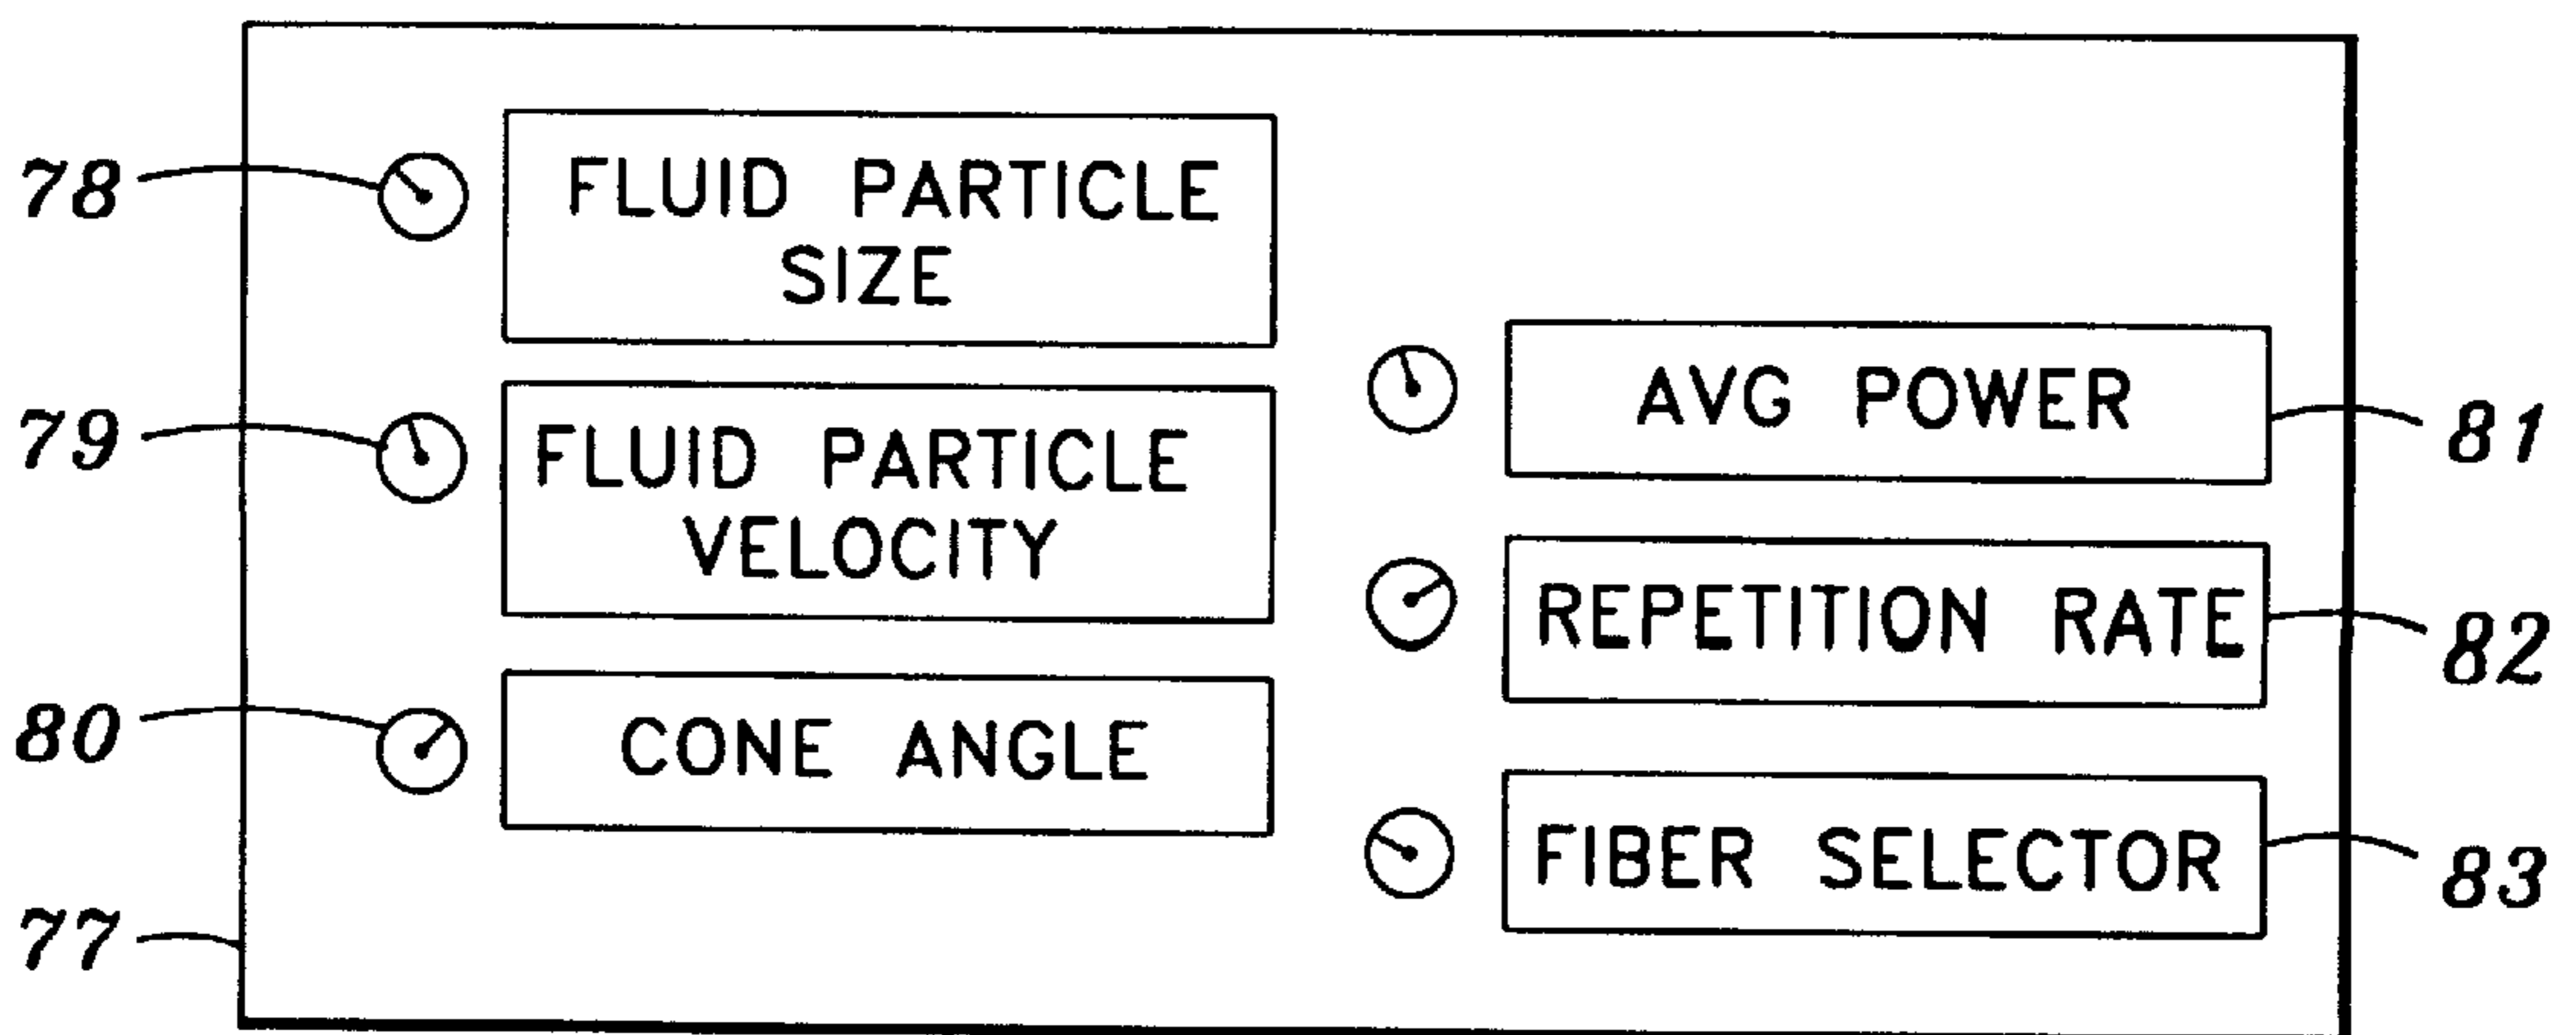 78
FLUID PARTICLE
SIZE
79
FLUID PARTICLE
VELOCITY
80
CONE ANGLE
77
AVG POWER
81
REPETITION RATE
82
FIBER SELECTOR
83